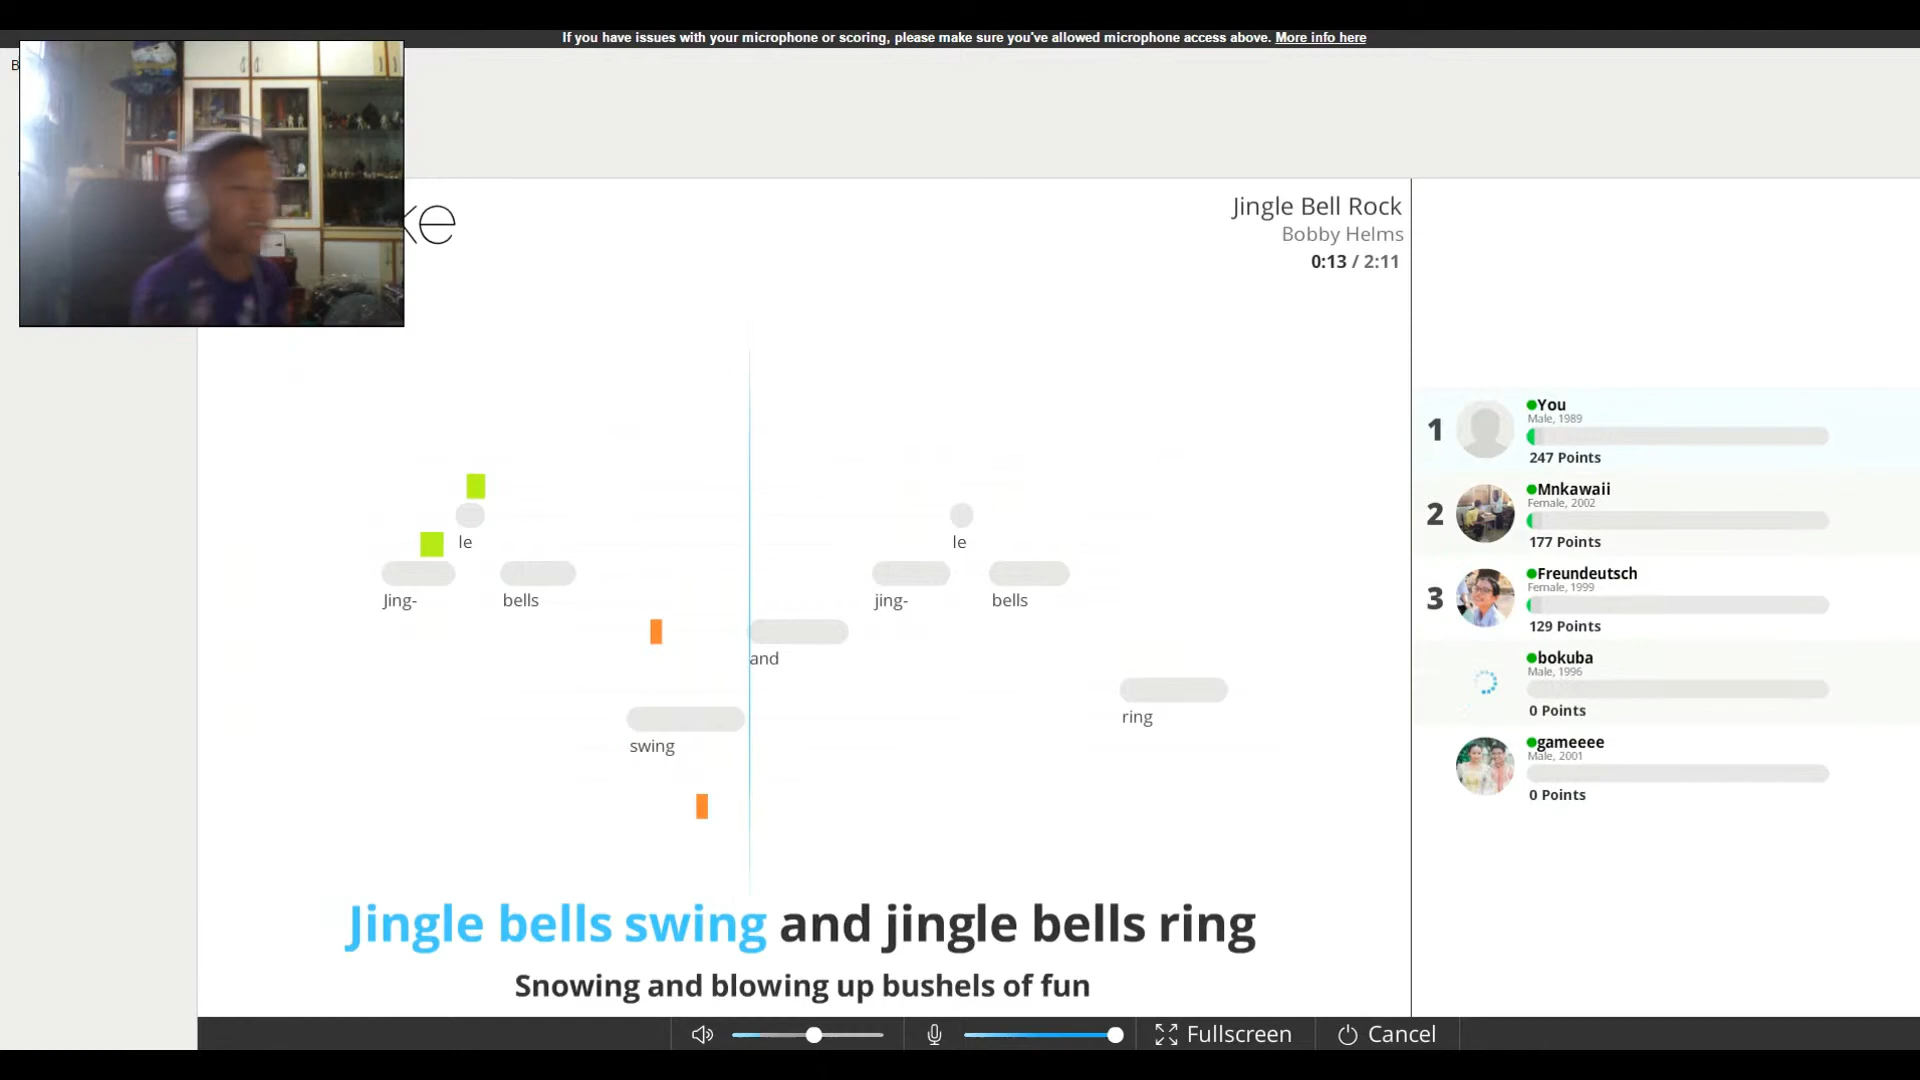 If you have issues with your microphone or scoring, please make sure you've allowed microphone access above. More info here
B
ke
Jingle Bell Rock
Bobby Helms
0:13 / 2:11
le
Jing-
bells
swing
and
le
jing-
bells
ring
Jingle bells swing and jingle bells ring
Snowing and blowing up bushels of fun
1
You
Male, 1989
247 Points
2
Mnkawaii
Female, 2002
177 Points
3
Freundeutsch
Female, 1999
129 Points
bokuba
Male, 1996
0 Points
gameeee
Male, 2001
0 Points
Fullscreen
Cancel